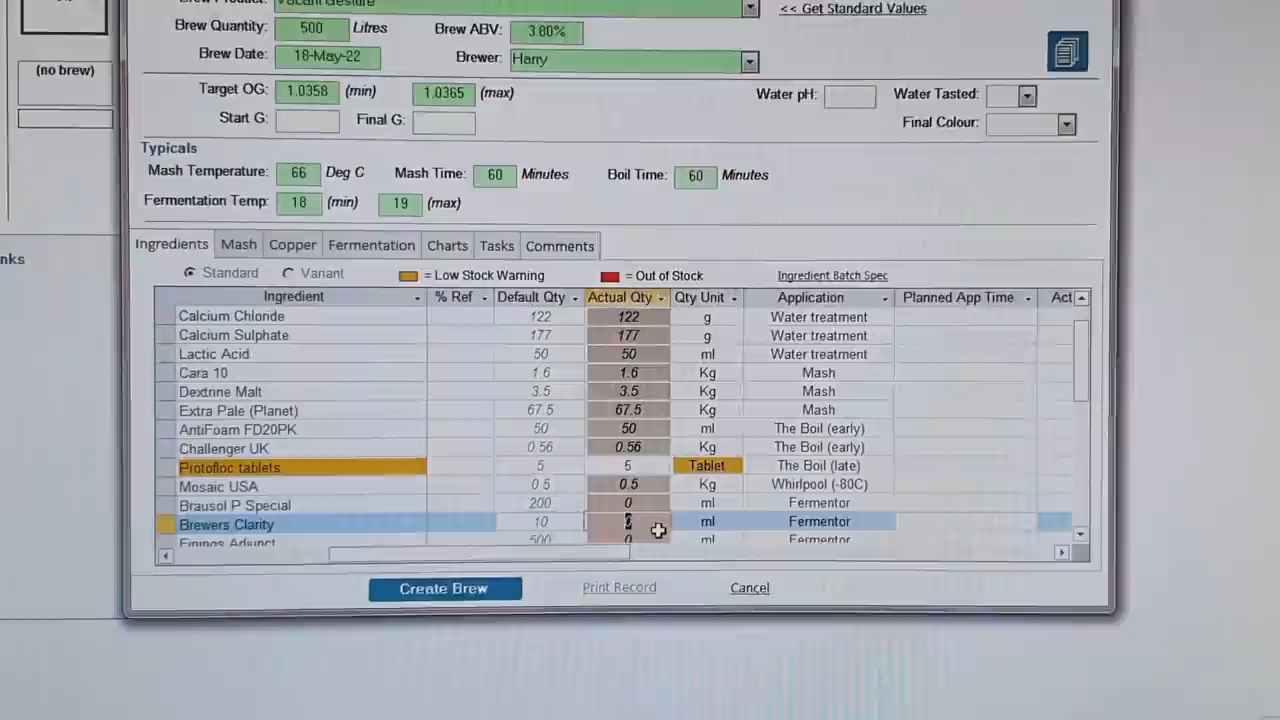 Vacant Gesture << Get Standard Values
Brew Quantity: 500 Litres Brew ABV: 3.80%
(no brew) Brew Date: 18-May-22 Brewer: Harry
Target OG: 1.0358 (min) 1.0365 (max) Water pH: Water Tasted:
Start G: Final G: Final Colour:
Typicals
Mash Temperature: 66 Deg C Mash Time: 60 Minutes Boil Time: 60 Minutes
Fermentation Temp: 18 (min) 19 (max)
nks
Ingredients Mash Copper Fermentation Charts Tasks Comments
Standard Variant = Low Stock Warning = Out of Stock Ingredient Batch Spec
Ingredient % Ref Default Qty Actual Qty Qty Unit Application Planned App Time Act
Calcium Chloride 122 122 g Water treatment
Calcium Sulphate 177 177 g Water treatment
Lactic Acid 50 50 ml Water treatment
Cara 10 1.6 1.6 Kg Mash
Dextrine Malt 3.5 3.5 Kg Mash
Extra Pale (Planet) 67.5 67.5 Kg Mash
AntiFoam FD20PK 50 50 ml The Boil (early)
Challenger UK 0.56 0.56 Kg The Boil (early)
Protofloc tablets 5 5 Tablet The Boil (late)
Mosaic USA 0.5 0.5 Kg Whirlpool (-80C)
Brausol P Special 200 0 ml Fermentor
Brewers Clarity 10 0 ml Fermentor
Finings Adjunct 500 0 ml Fermentor
Create Brew Print Record Cancel